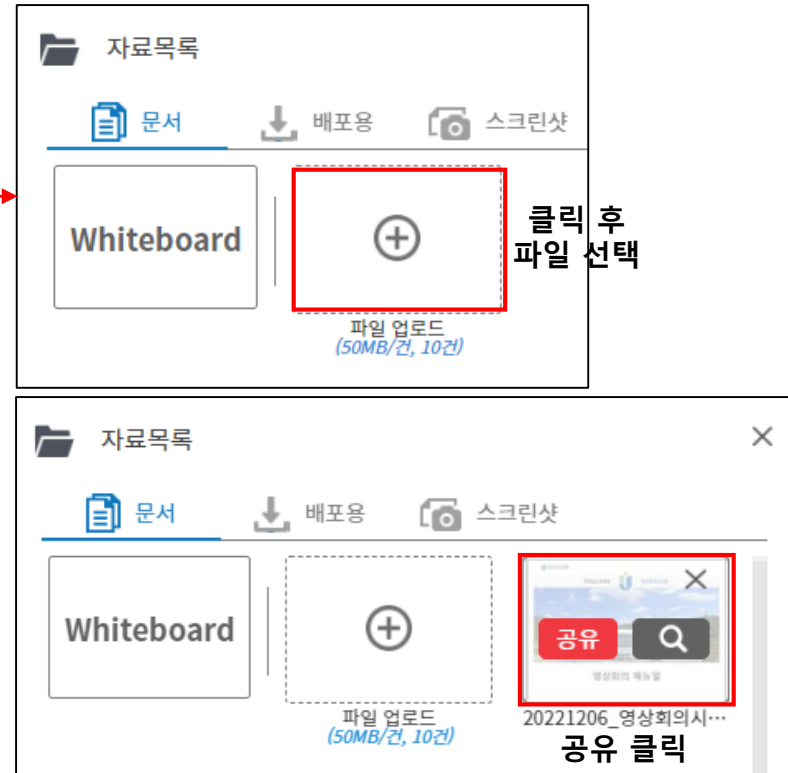 자료목록
문서
배포용
스크린샷
Whiteboard
클릭 후
파일 선택
파일 업로드
(50MB/건, 10건)
자료목록
문서
배포용
스크린샷
Whiteboard
공유
영상회의 매뉴얼
파일 업로드
(50MB/건, 10건)
20221206_영상회의시…
공유 클릭